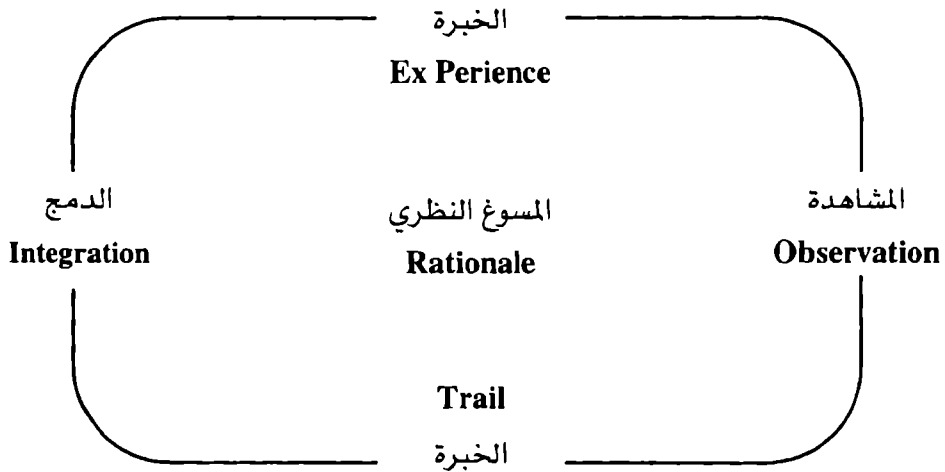 الخبرة
Ex Perience
الدمج
Integration
المسوغ النظري
Rationale
المشاهدة
Observation
Trail
الخبرة